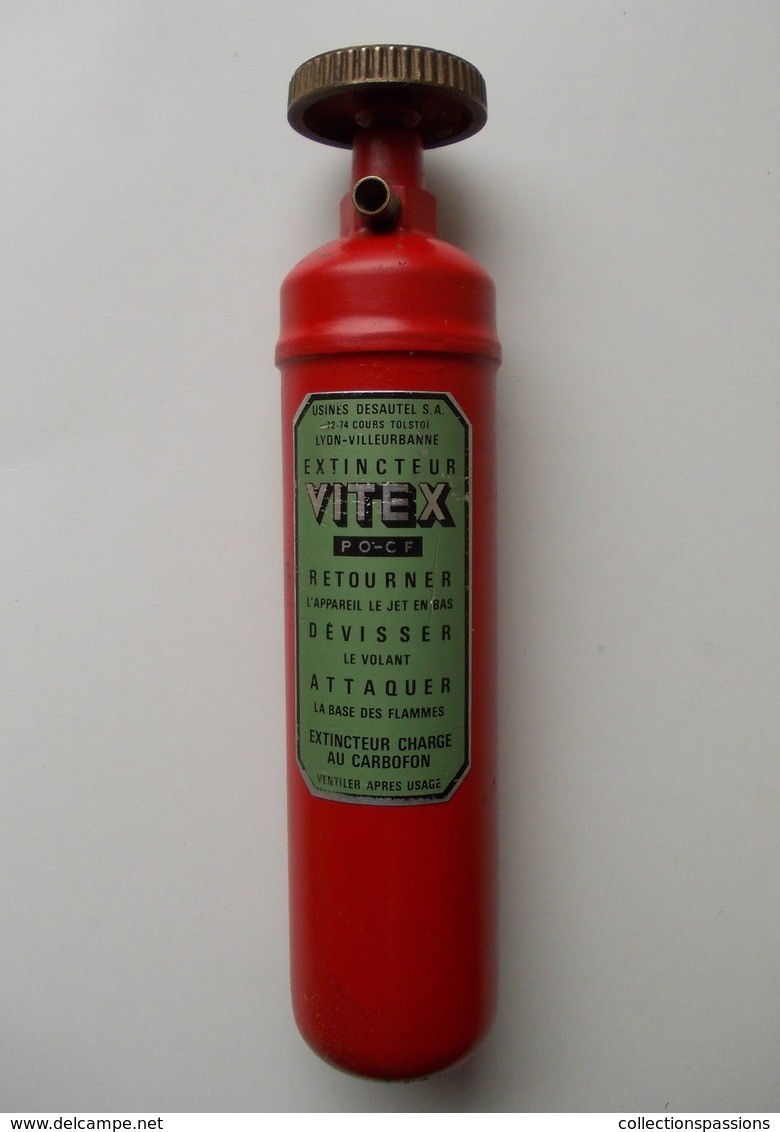 USINES DESAUTEL S.A.
72-74 COURS TOLSTOÏ
LYON-VILLEURBANNE
EXTINCTEUR
VITEX
PO-CF
RETOURNER
L'APPAREIL LE JET EN BAS
DÉVISSER
LE VOLANT
ATTAQUER
LA BASE DES FLAMMES
EXTINCTEUR CHARGE
AU CARBOFON
VENTILER APRES USAGE
www.delcampe.net
collectionspassions